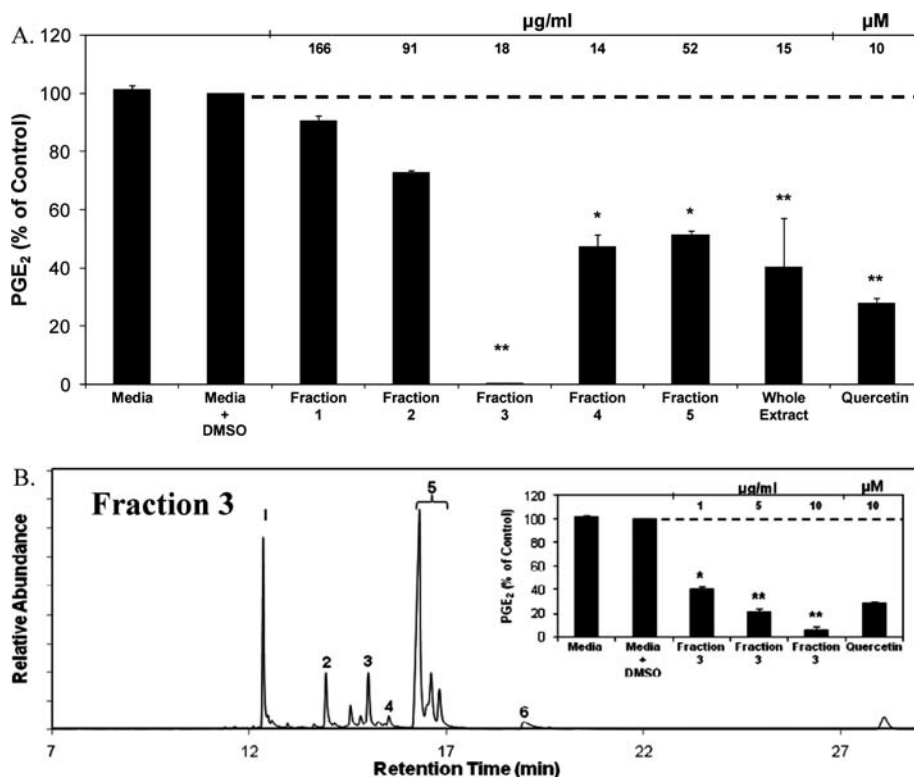 A.
µg/ml µM
166 91 18 14 52 15 10
120
100
80
60
40
20
0
PGE2 (% of Control)
* * ** **
**
Media Media + DMSO Fraction 1 Fraction 2 Fraction 3 Fraction 4 Fraction 5 Whole Extract Quercetin
B.
Fraction 3
Relative Abundance
1 2 3 4 5 6
7 12 17 22 27
Retention Time (min)
µg/ml µM
1 5 10 10
120
100
80
60
40
20
0
PGE2 (% of Control)
* ** **
Media Media + DMSO Fraction 3 Fraction 3 Fraction 3 Quercetin